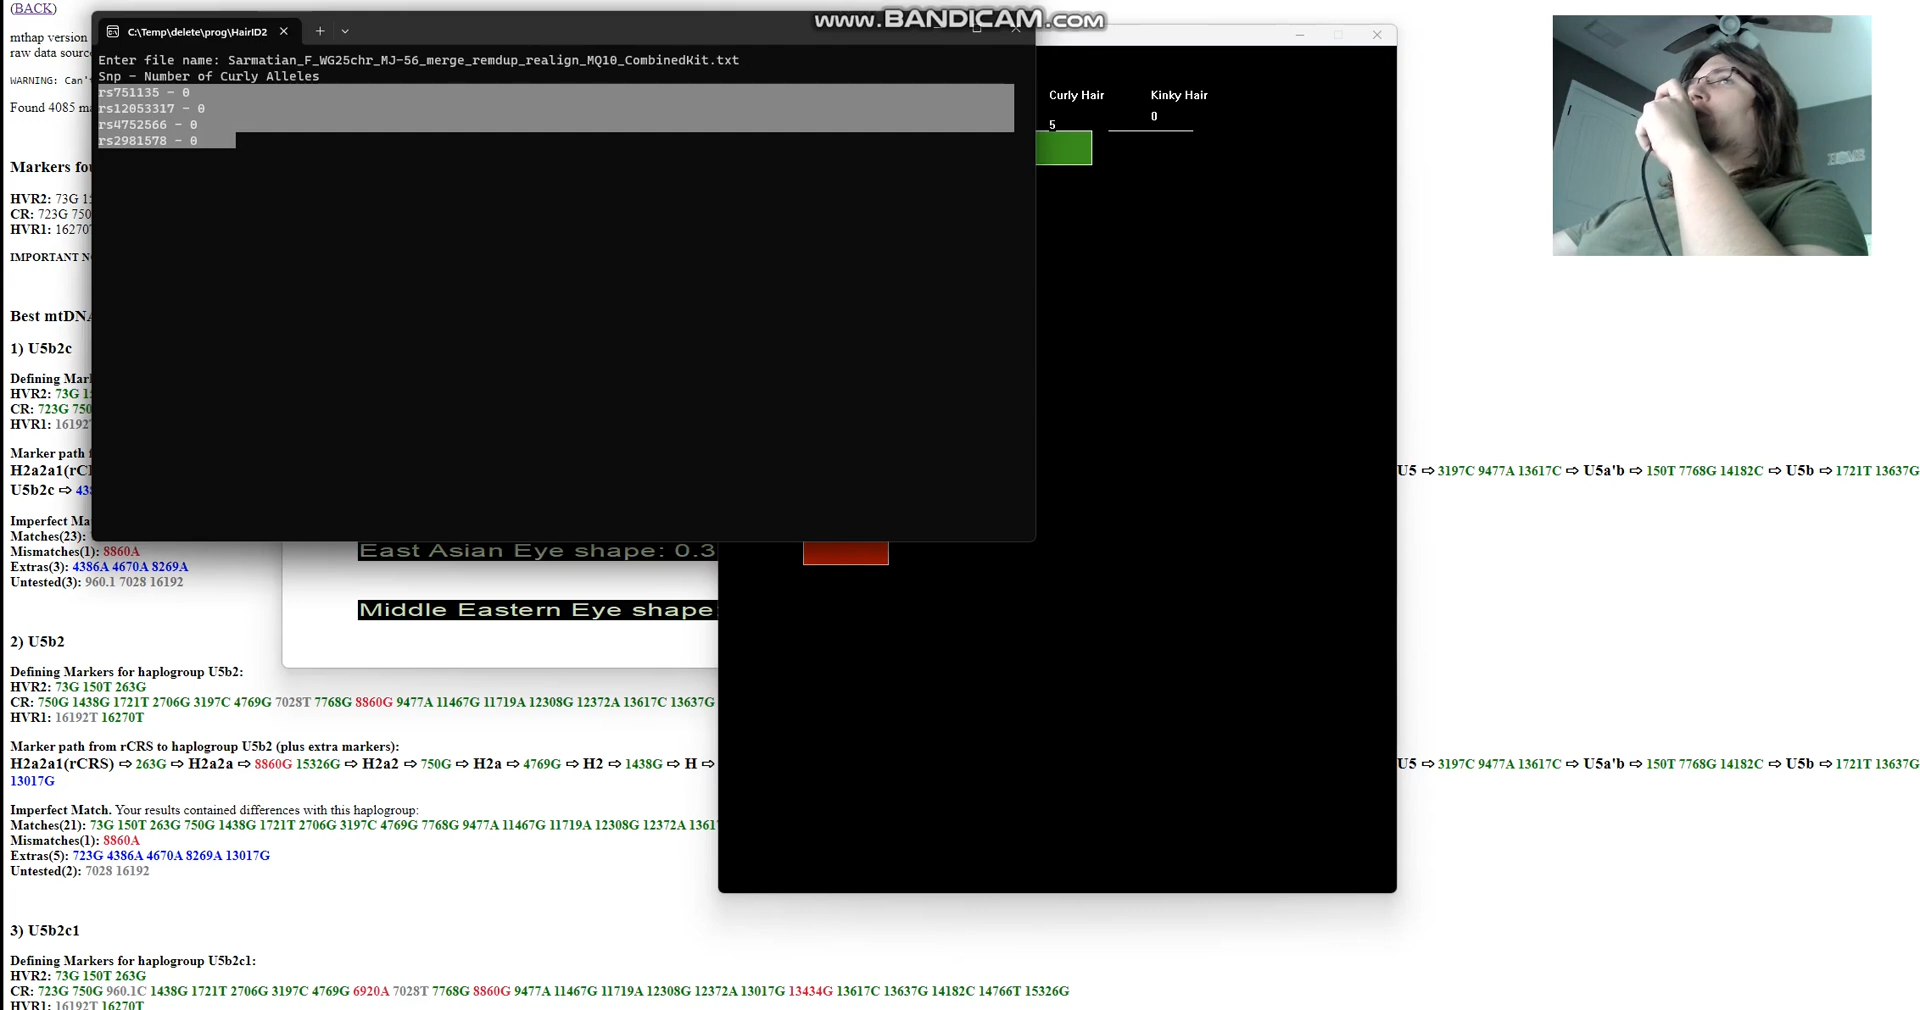 (BACK)
www.BANDICAM.com
C:\Temp\delete\prog\HairID2
mthap version
raw data sourc
WARNING: Can'
Found 4085 ma
Enter file name: Sarmatian_F_WG25chr_MJ-56_merge_remdup_realign_MQ10_CombinedKit.txt
Snp - Number of Curly Alleles
rs751135 - 0
rs12053317 - 0
rs4752566 - 0
rs2981578 - 0
Curly Hair
Kinky Hair
5
0
HOME
Markers fou
HVR2: 73G 15
CR: 723G 750
HVR1: 16270
IMPORTANT NO
Best mtDNA
1) U5b2c
Defining Mark
HVR2: 73G 15
CR: 723G 750
HVR1: 16192
Marker path f
H2a2a1(rCR
U5 ⇨ 3197C 9477A 13617C ⇨ U5a'b ⇨ 150T 7768G 14182C ⇨ U5b ⇨ 1721T 13637G
U5b2c ⇨ 438
Imperfect Ma
Matches(23):
Mismatches(1): 8860A
Extras(3): 4386A 4670A 8269A
Untested(3): 960.1 7028 16192
East Asian Eye shape: 0.3
Middle Eastern Eye shape:
2) U5b2
Defining Markers for haplogroup U5b2:
HVR2: 73G 150T 263G
CR: 750G 1438G 1721T 2706G 3197C 4769G 7028T 7768G 8860G 9477A 11467G 11719A 12308G 12372A 13617C 13637G
HVR1: 16192T 16270T
Marker path from rCRS to haplogroup U5b2 (plus extra markers):
H2a2a1(rCRS) ⇨ 263G ⇨ H2a2a ⇨ 8860G 15326G ⇨ H2a2 ⇨ 750G ⇨ H2a ⇨ 4769G ⇨ H2 ⇨ 1438G ⇨ H ⇨
U5 ⇨ 3197C 9477A 13617C ⇨ U5a'b ⇨ 150T 7768G 14182C ⇨ U5b ⇨ 1721T 13637G
13017G
Imperfect Match. Your results contained differences with this haplogroup:
Matches(21): 73G 150T 263G 750G 1438G 1721T 2706G 3197C 4769G 7768G 9477A 11467G 11719A 12308G 12372A 1361
Mismatches(1): 8860A
Extras(5): 723G 4386A 4670A 8269A 13017G
Untested(2): 7028 16192
3) U5b2c1
Defining Markers for haplogroup U5b2c1:
HVR2: 73G 150T 263G
CR: 723G 750G 960.1C 1438G 1721T 2706G 3197C 4769G 6920A 7028T 7768G 8860G 9477A 11467G 11719A 12308G 12372A 13017G 13434G 13617C 13637G 14182C 14766T 15326G
HVR1: 16192T 16270T